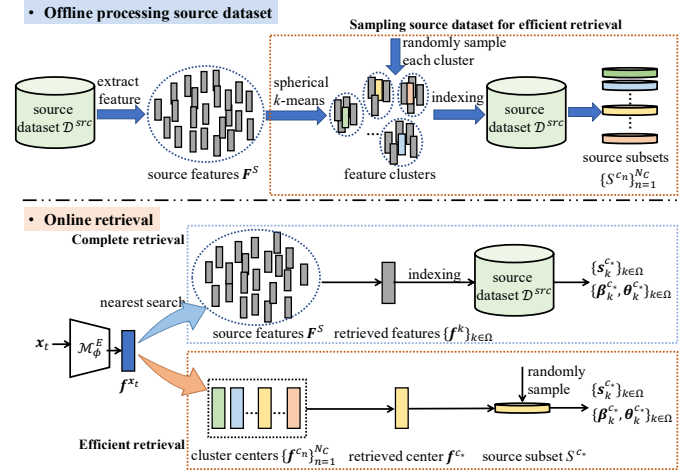 • Offline processing source dataset
Sampling source dataset for efficient retrieval
randomly sample
each cluster
extract
feature
spherical
k-means
indexing
source
dataset 𝒟^src
source
dataset 𝒟^src
...
source features F^S
feature clusters
source subsets
{S^{c_n}}_{n=1}^{N_C}
• Online retrieval
Complete retrieval
nearest search
indexing
source
dataset 𝒟^src
{s_k^{c_*}}_{k∈Ω}
{β_k^{c_*}, θ_k^{c_*}}_{k∈Ω}
source features F^S
retrieved features {f^k}_{k∈Ω}
x_t
ℳ_ϕ^E
f^{x_t}
randomly
sample
{s_k^{c_*}}_{k∈Ω}
{β_k^{c_*}, θ_k^{c_*}}_{k∈Ω}
Efficient retrieval
cluster centers {f^{c_n}}_{n=1}^{N_C}
retrieved center f^{c_*}
source subset S^{c_*}